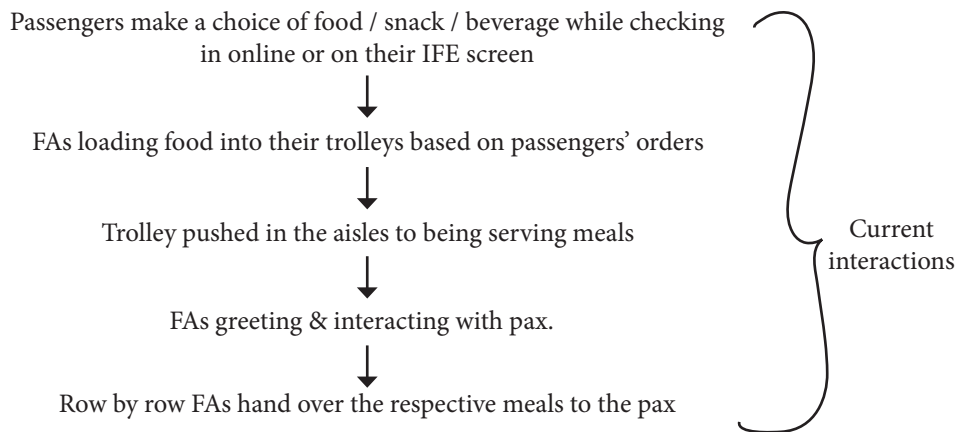 Passengers make a choice of food / snack / beverage while checking
in online or on their IFE screen
FAs loading food into their trolleys based on passengers’ orders
Trolley pushed in the aisles to being serving meals
FAs greeting & interacting with pax.
Row by row FAs hand over the respective meals to the pax
Current
interactions